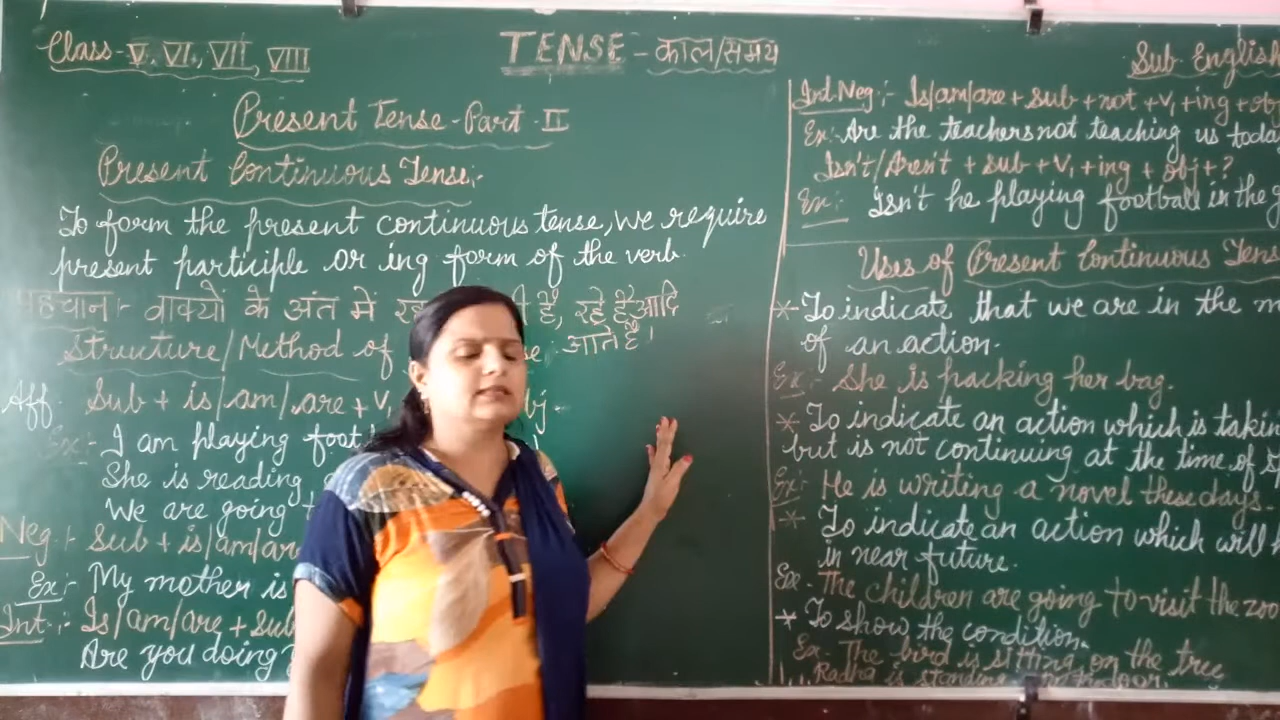 Class - V, VI, VII, VIII
TENSE - काल/समय
Sub English
Present Tense - Part - II
Present Continuous Tense:-
To form the present continuous tense, we require
present participle or ing form of the verb.
पहचान:- वाक्यों के अंत में हैं, रहे हैं आदि
आते हैं।
Structure/Method of
Aff. Sub + is/am/are + V1
Ex:- I am playing
She is reading
We are going
Neg:- Sub + is/am/are
Ex:- My mother is
Int:- Is/am/are + sub
Are you doing
Int.Neg:- Is/am/are + sub + not + V1 + ing + obj
Ex:- Are the teachers not teaching us today
Isn't/Aren't + sub + V1 + ing + obj + ?
Ex:- Isn't he playing football in the
Uses of Present Continuous Tense
* To indicate that we are in the
of an action.
Ex:- She is packing her bag.
* To indicate an action which is
but is not continuing at the time of
Ex:- He is writing a novel these days.
* To indicate an action which will
in near future.
Ex - The children are going to visit the zoo
* To show the condition.
Ex. The bird is sitting on the tree
Radha is standing door.